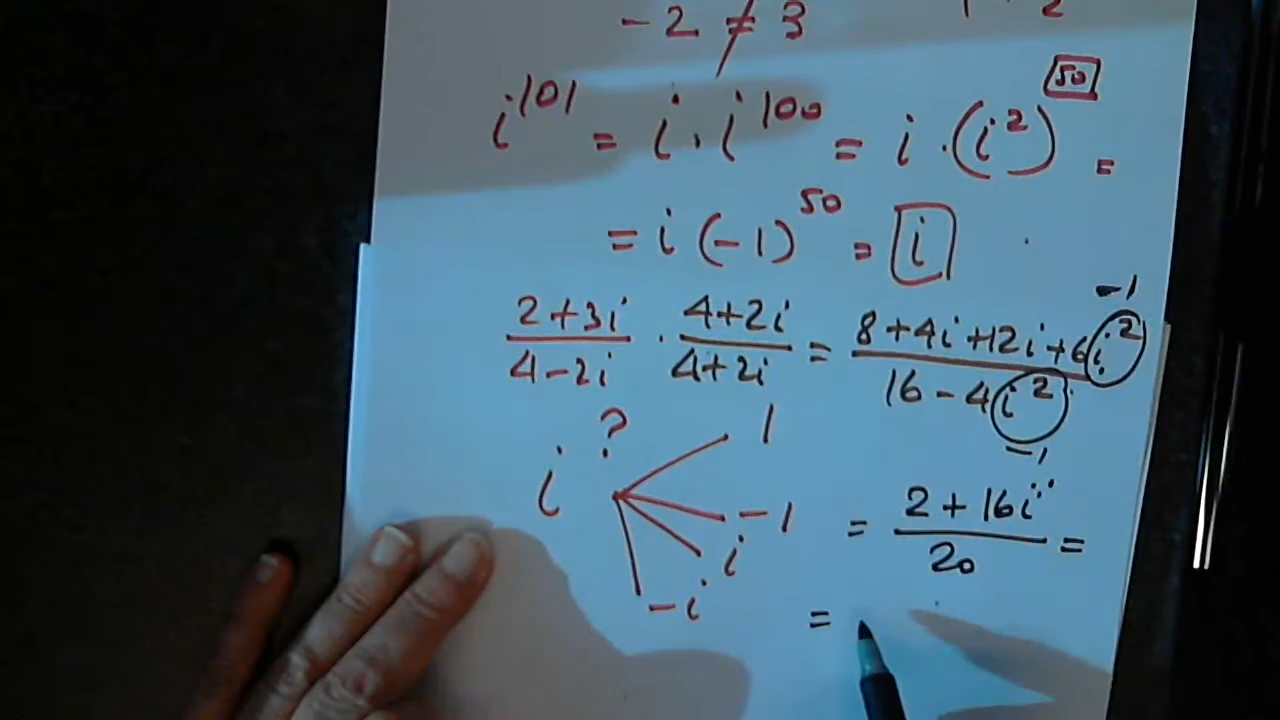 -2 ≠ 3
2
i^101 = i · i^100 = i · (i^2)^50 =
= i (-1)^50 = i
(2+3i)/(4-2i) · (4+2i)/(4+2i) = (8+4i+12i+6i^2)/(16-4i^2)
-1
-1
i^? 1
-1
i
-i
= (2+16i)/20 =
=